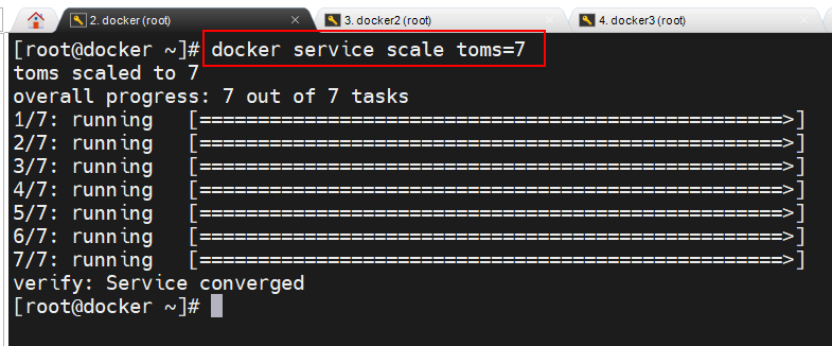 2. docker (root)
3. docker2 (root)
4. docker3 (root)
[root@docker ~]# docker service scale toms=7
toms scaled to 7
overall progress: 7 out of 7 tasks
1/7: running   [==================================================>]
2/7: running   [==================================================>]
3/7: running   [==================================================>]
4/7: running   [==================================================>]
5/7: running   [==================================================>]
6/7: running   [==================================================>]
7/7: running   [==================================================>]
verify: Service converged
[root@docker ~]#